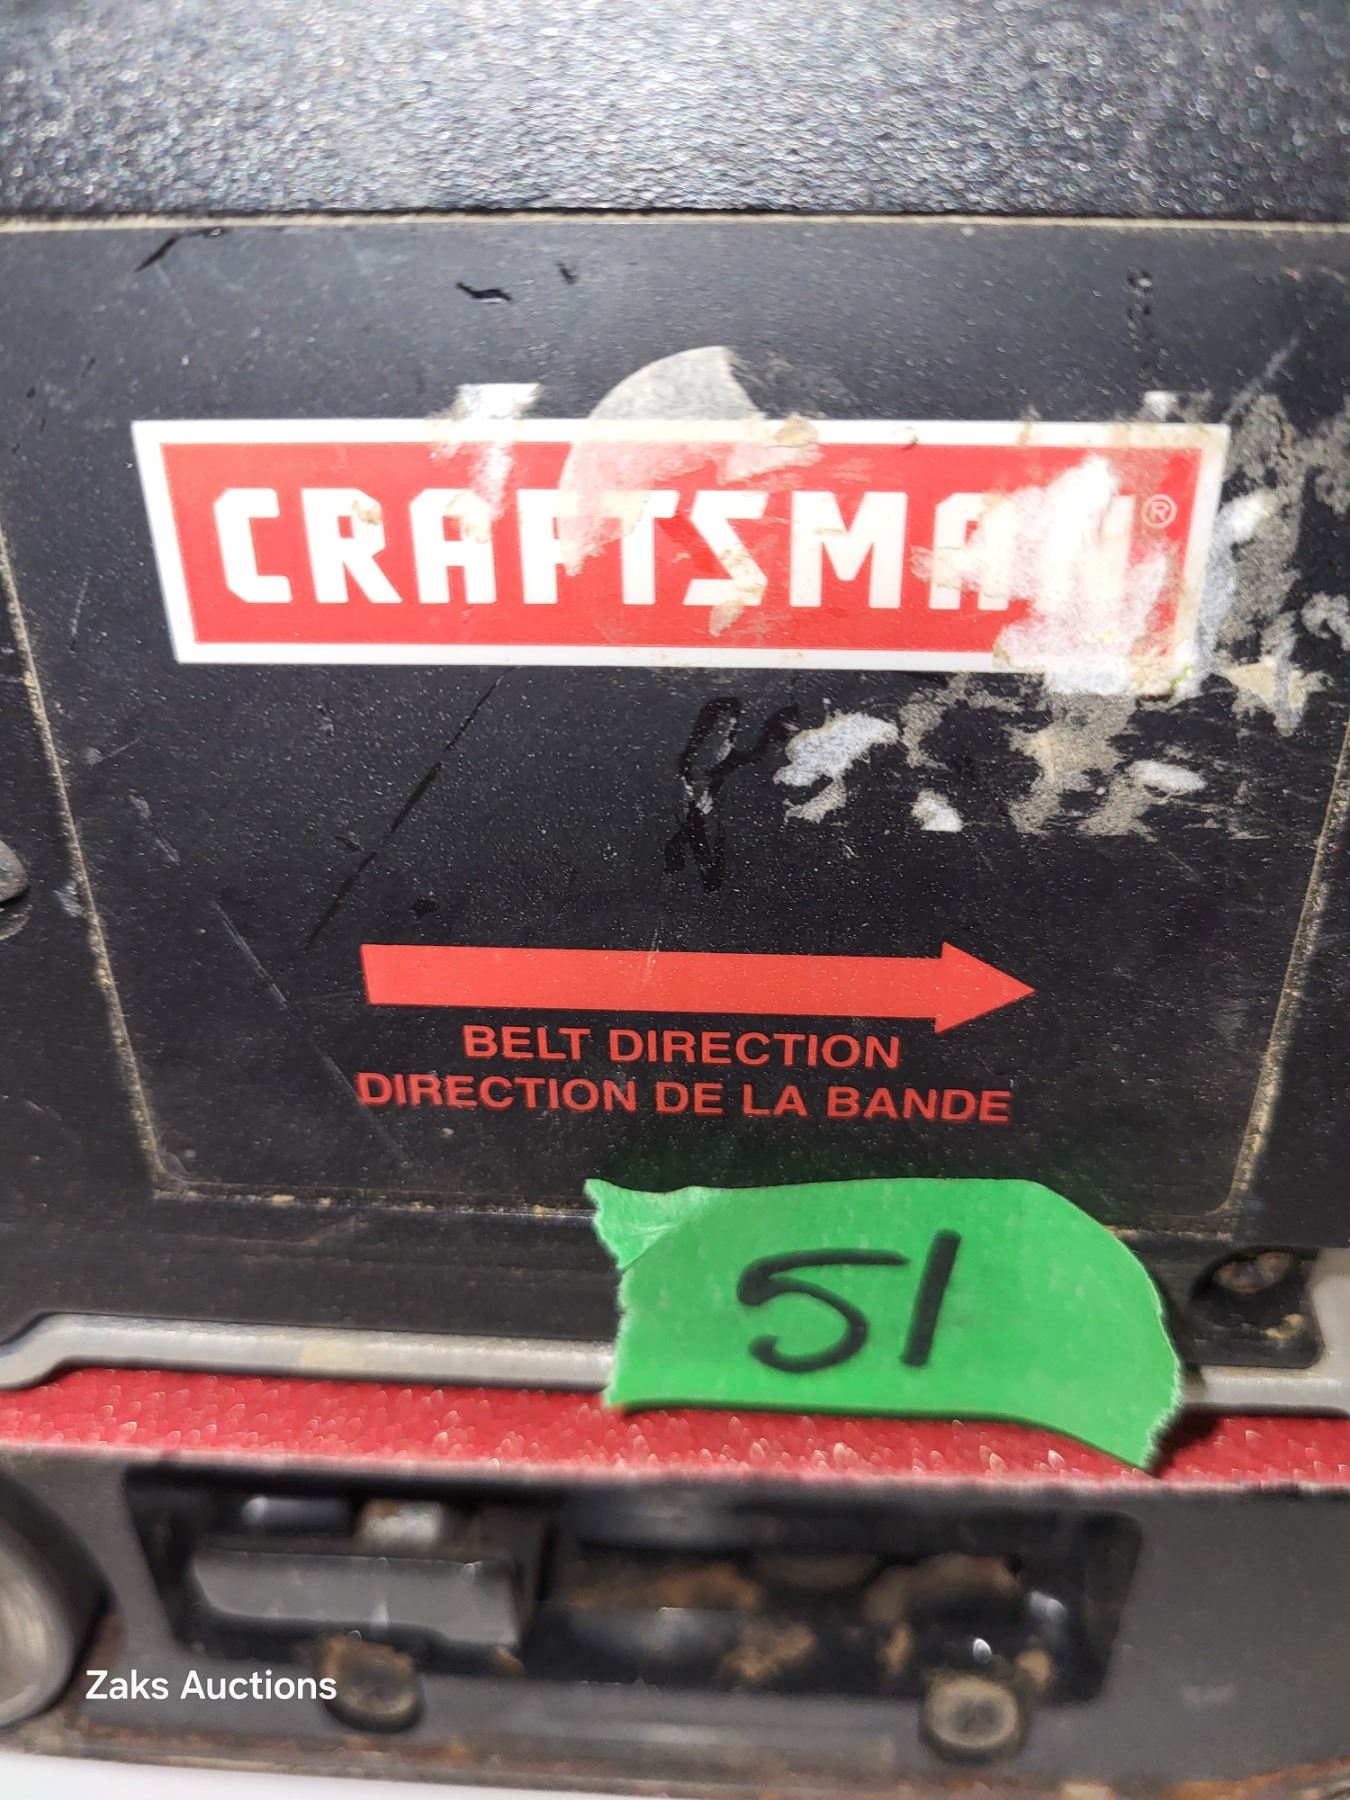 CRAFTSMAN®
BELT DIRECTION
DIRECTION DE LA BANDE
51
Zaks Auctions